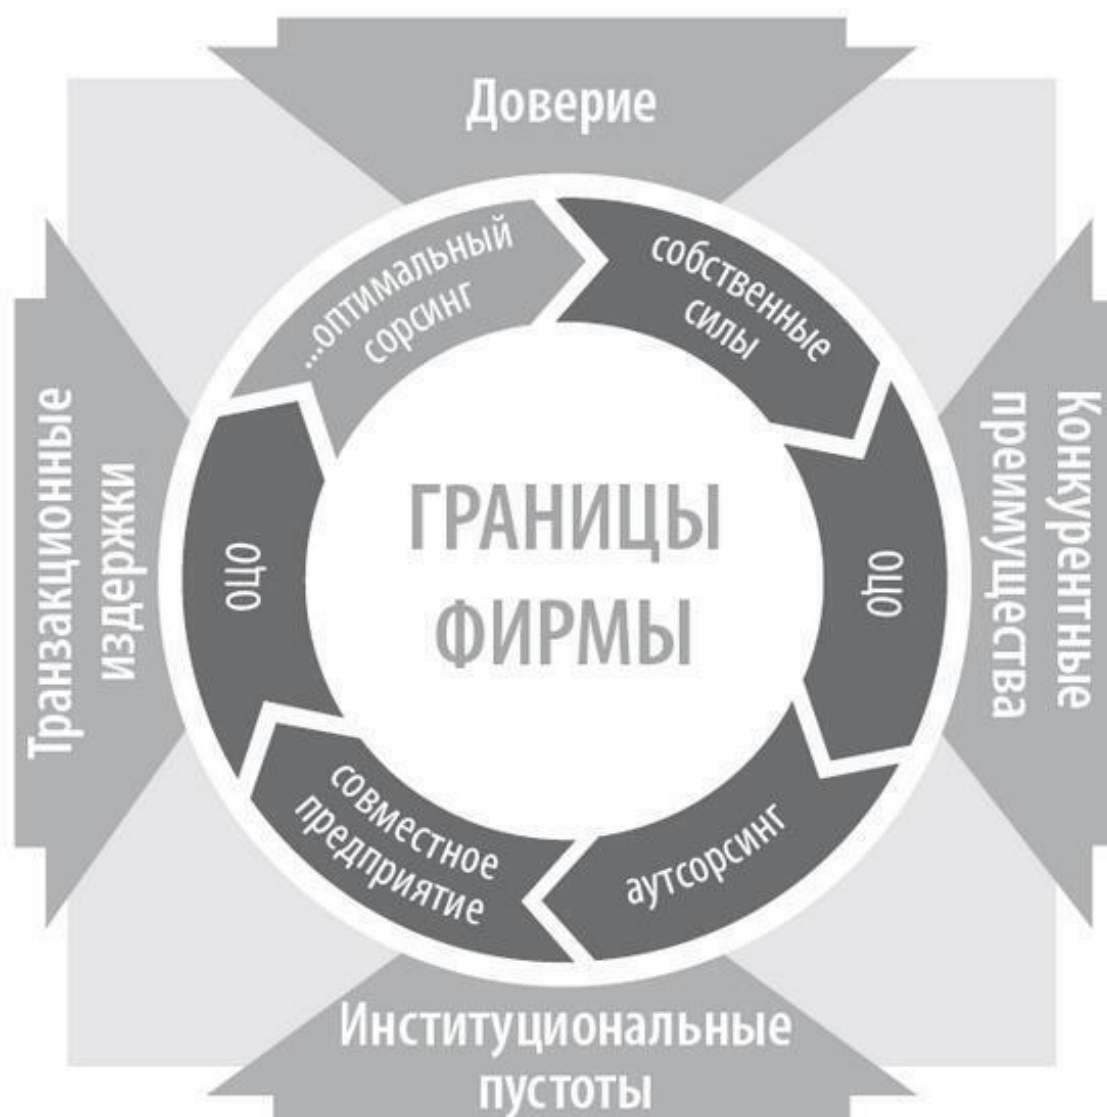 Доверие
...оптимальный
сорсинг
собственные
силы
Транзакционные
издержки
ОЦО
ГРАНИЦЫ
ФИРМЫ
ОЦО
Конкурентные
преимущества
совместное
предприятие
аутсорсинг
Институциональные
пустоты